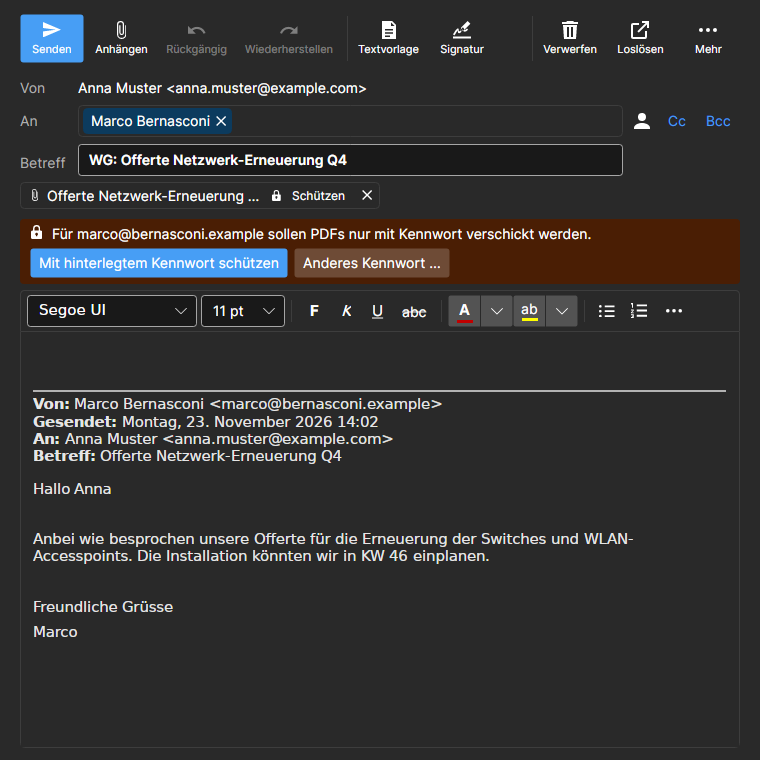 Senden
Anhängen
Rückgängig
Wiederherstellen
Textvorlage
Signatur
Verwerfen
Loslösen
Mehr
Von Anna Muster <anna.muster@example.com>
An Marco Bernasconi Cc Bcc
Betreff WG: Offerte Netzwerk-Erneuerung Q4
Offerte Netzwerk-Erneuerung ... Schützen
Für marco@bernasconi.example sollen PDFs nur mit Kennwort verschickt werden.
Mit hinterlegtem Kennwort schützen Anderes Kennwort ...
Segoe UI 11 pt F K U abc A ab
Von: Marco Bernasconi <marco@bernasconi.example>
Gesendet: Montag, 23. November 2026 14:02
An: Anna Muster <anna.muster@example.com>
Betreff: Offerte Netzwerk-Erneuerung Q4
Hallo Anna
Anbei wie besprochen unsere Offerte für die Erneuerung der Switches und WLAN-
Accesspoints. Die Installation könnten wir in KW 46 einplanen.
Freundliche Grüsse
Marco